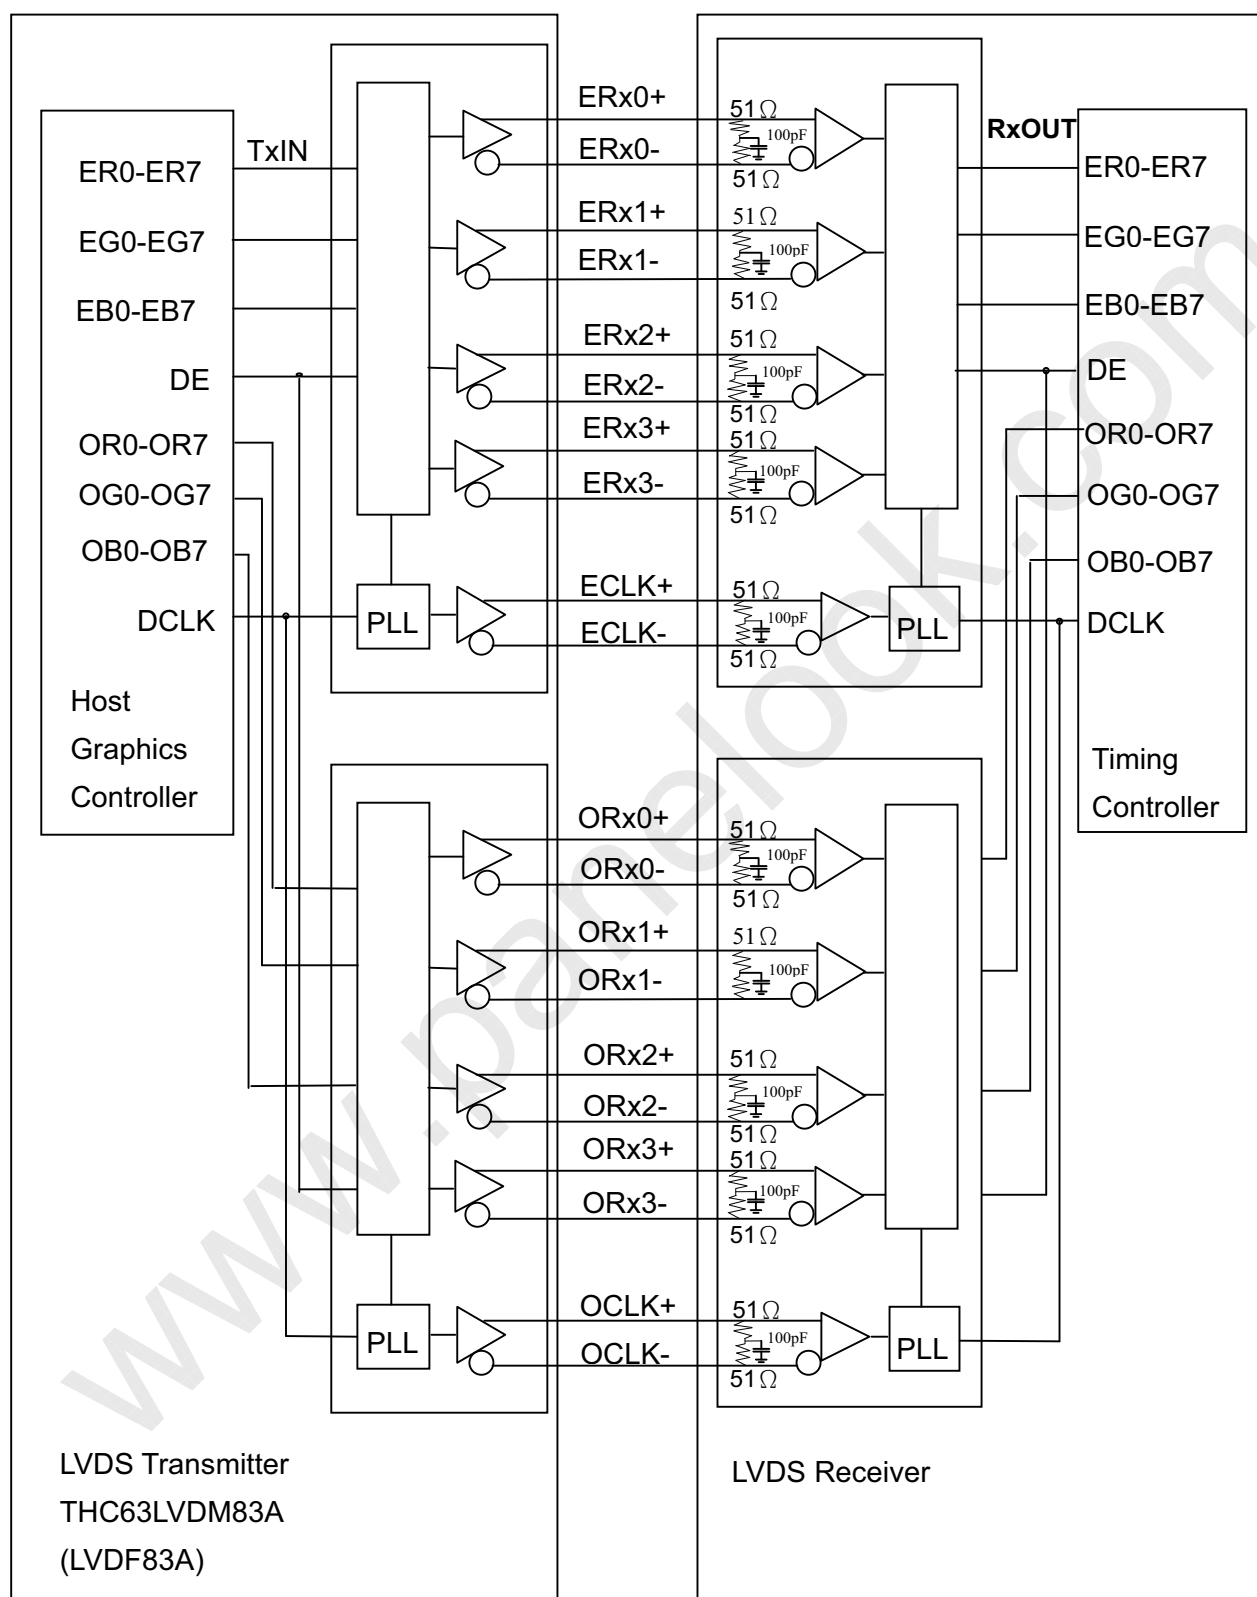 ERx0+
51Ω
100pF
RxOUT
TxIN
ERx0-
ER0-ER7
51Ω
ER0-ER7
ERx1+
51Ω
EG0-EG7
100pF
EG0-EG7
ERx1-
51Ω
EB0-EB7
EB0-EB7
ERx2+
51Ω
100pF
DE
ERx2-
DE
51Ω
ERx3+
51Ω
OR0-OR7
OR0-OR7
100pF
ERx3-
OG0-OG7
OG0-OG7
51Ω
OB0-OB7
OB0-OB7
ECLK+
51Ω
100pF
DCLK
PLL
ECLK-
PLL
DCLK
51Ω
Host
Graphics
Controller
Timing
Controller
ORx0+
51Ω
100pF
ORx0-
51Ω
ORx1+
51Ω
100pF
ORx1-
ORx2+
51Ω
100pF
ORx2-
51Ω
ORx3+
51Ω
100pF
ORx3-
51Ω
OCLK+
51Ω
100pF
PLL
OCLK-
PLL
51Ω
LVDS Transmitter
THC63LVDM83A
(LVDF83A)
LVDS Receiver
www.panelook.com